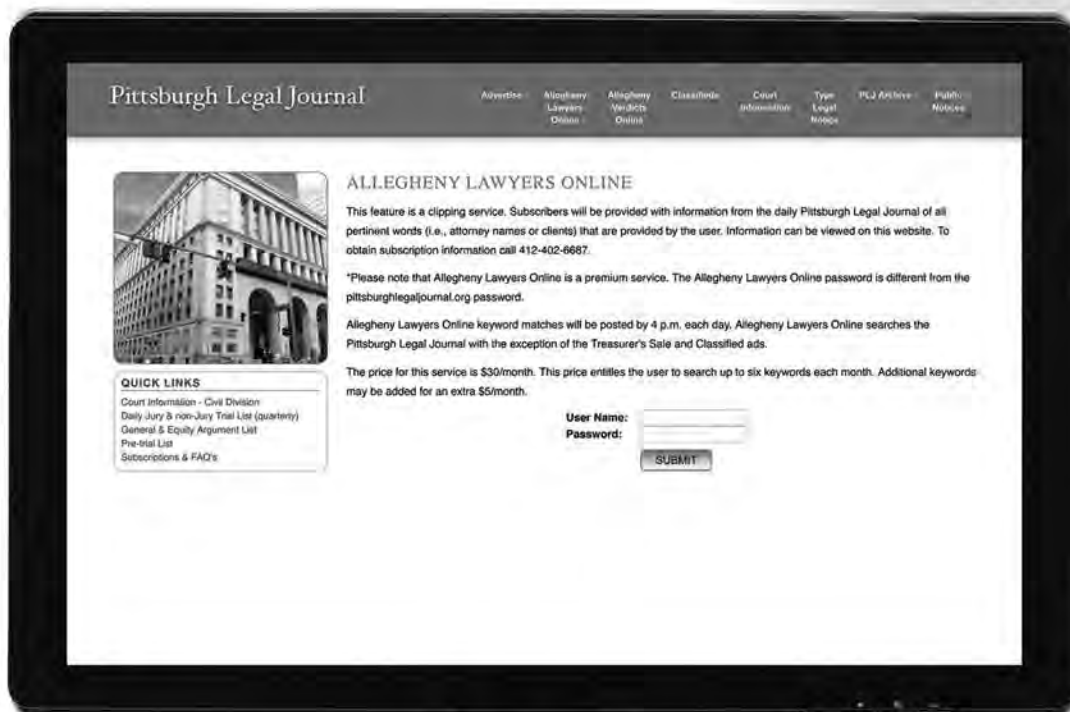 Pittsburgh Legal Journal
Advertise
Allegheny
Lawyers
Online
Allegheny
Verdicts
Online
Classifieds
Court
Information
Type
Legal
Notice
PLJ Archive
Public
Notices
ALLEGHENY LAWYERS ONLINE
This feature is a clipping service. Subscribers will be provided with information from the daily Pittsburgh Legal Journal of all
pertinent words (i.e., attorney names or clients) that are provided by the user. Information can be viewed on this website. To
obtain subscription information call 412-402-6687.
*Please note that Allegheny Lawyers Online is a premium service. The Allegheny Lawyers Online password is different from the
pittsburghlegaljournal.org password.
Allegheny Lawyers Online keyword matches will be posted by 4 p.m. each day. Allegheny Lawyers Online searches the
Pittsburgh Legal Journal with the exception of the Treasurer's Sale and Classified ads.
The price for this service is $30/month. This price entitles the user to search up to six keywords each month. Additional keywords
may be added for an extra $5/month.
User Name:
Password:
SUBMIT
QUICK LINKS
Court Information - Civil Division
Daily Jury & non-Jury Trial List (quarterly)
General & Equity Argument List
Pre-trial List
Subscriptions & FAQ's